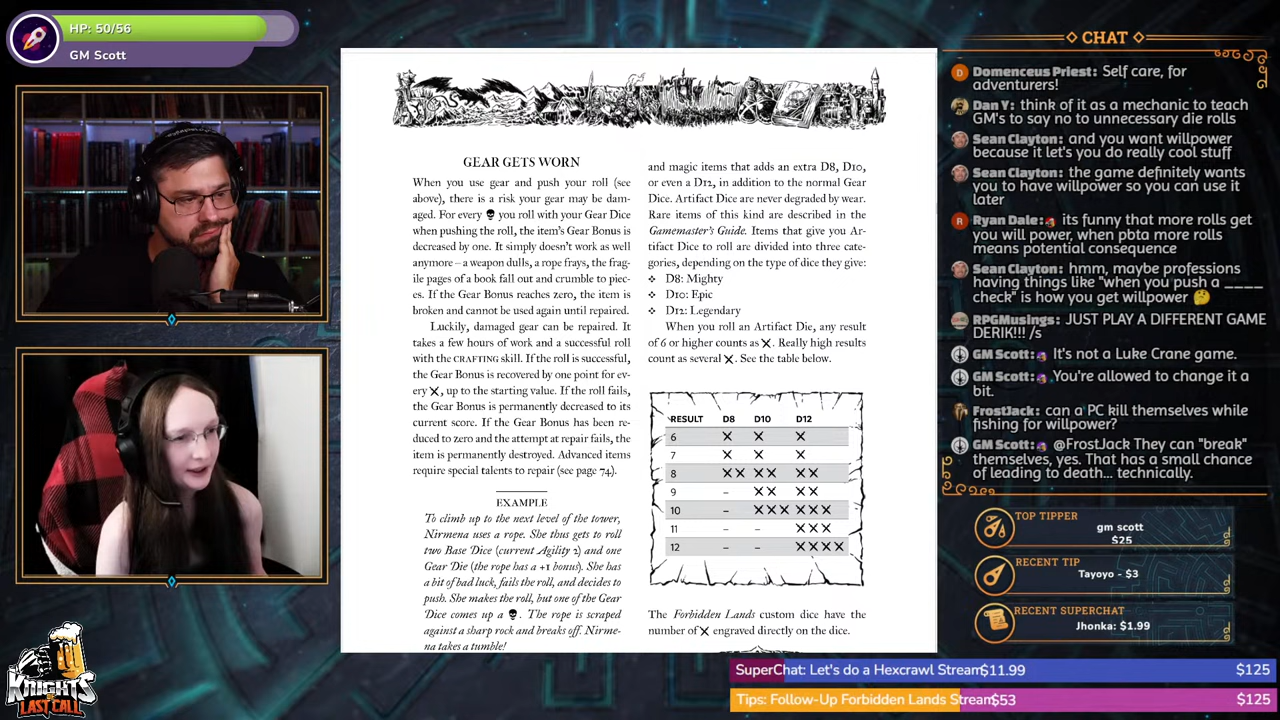 HP: 50/56
GM Scott
GEAR GETS WORN
When you use gear and push your roll (see
above), there is a risk your gear may be dam-
aged. For every 💀 you roll with your Gear Dice
when pushing the roll, the item's Gear Bonus is
decreased by one. It simply doesn't work as well
anymore – a weapon dulls, a rope frays, the frag-
ile pages of a book fall out and crumble to piec-
es. If the Gear Bonus reaches zero, the item is
broken and cannot be used again until repaired.
Luckily, damaged gear can be repaired. It
takes a few hours of work and a successful roll
with the CRAFTING skill. If the roll is successful,
the Gear Bonus is recovered by one point for ev-
ery ⚔, up to the starting value. If the roll fails,
the Gear Bonus is permanently decreased to its
current score. If the Gear Bonus has been re-
duced to zero and the attempt at repair fails, the
item is permanently destroyed. Advanced items
require special talents to repair (see page 74).
EXAMPLE
To climb up to the next level of the tower,
Nirmena uses a rope. She thus gets to roll
two Base Dice (current Agility 2) and one
Gear Die (the rope has a +1 bonus). She has
a bit of bad luck, fails the roll, and decides to
push. She makes the roll, but one of the Gear
Dice comes up a 💀. The rope is scraped
against a sharp rock and breaks off. Nirme-
na takes a tumble!
and magic items that adds an extra D8, D10,
or even a D12, in addition to the normal Gear
Dice. Artifact Dice are never degraded by wear.
Rare items of this kind are described in the
Gamemaster's Guide. Items that give you Ar-
tifact Dice to roll are divided into three cate-
gories, depending on the type of dice they give:
❖ D8: Mighty
❖ D10: Epic
❖ D12: Legendary
When you roll an Artifact Die, any result
of 6 or higher counts as ⚔. Really high results
count as several ⚔. See the table below.
RESULT D8 D10 D12
6 ⚔ ⚔ ⚔
7 ⚔ ⚔ ⚔
8 ⚔⚔ ⚔⚔ ⚔⚔
9 – ⚔⚔ ⚔⚔
10 – ⚔⚔⚔ ⚔⚔⚔
11 – – ⚔⚔⚔
12 – – ⚔⚔⚔⚔
The Forbidden Lands custom dice have the
number of ⚔ engraved directly on the dice.
CHAT
D Domenceus Priest: Self care, for
adventurers!
Dan Y: think of it as a mechanic to teach
GM's to say no to unnecessary die rolls
Sean Clayton: and you want willpower
because it let's you do really cool stuff
Sean Clayton: the game definitely wants
you to have willpower so you can use it
later
R Ryan Dale: its funny that more rolls get
you will power, when pbta more rolls
means potential consequence
Sean Clayton: hmm, maybe professions
having things like "when you push a ____
check" is how you get willpower 🤔
RPGMusings: JUST PLAY A DIFFERENT GAME
DERIK!!! /s
GM Scott: It's not a Luke Crane game.
GM Scott: You're allowed to change it a
bit.
FrostJack: can a PC kill themselves while
fishing for willpower?
GM Scott: @FrostJack They can "break"
themselves, yes. That has a small chance
of leading to death... technically.
TOP TIPPER
gm scott
$25
RECENT TIP
Tayoyo - $3
RECENT SUPERCHAT
Jhonka: $1.99
SuperChat: Let's do a Hexcrawl Stream $11.99 $125
Tips: Follow-Up Forbidden Lands Stream $53 $125
KNIGHTS
OF
LAST CALL